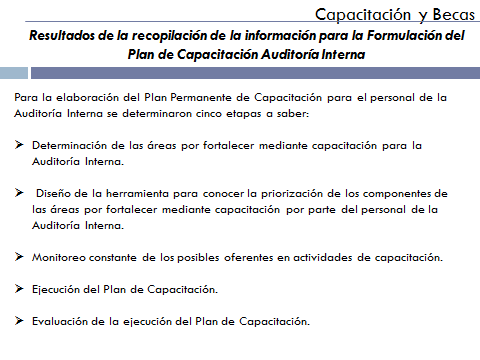 Capacitación y Becas
Resultados de la recopilación de la información para la Formulación del
Plan de Capacitación Auditoría Interna
Para la elaboración del Plan Permanente de Capacitación para el personal de la
Auditoría Interna se determinaron cinco etapas a saber:
➢ Determinación de las áreas por fortalecer mediante capacitación para la
Auditoría Interna.
➢ Diseño de la herramienta para conocer la priorización de los componentes de
las áreas por fortalecer mediante capacitación por parte del personal de la
Auditoría Interna.
➢ Monitoreo constante de los posibles oferentes en actividades de capacitación.
➢ Ejecución del Plan de Capacitación.
➢ Evaluación de la ejecución del Plan de Capacitación.